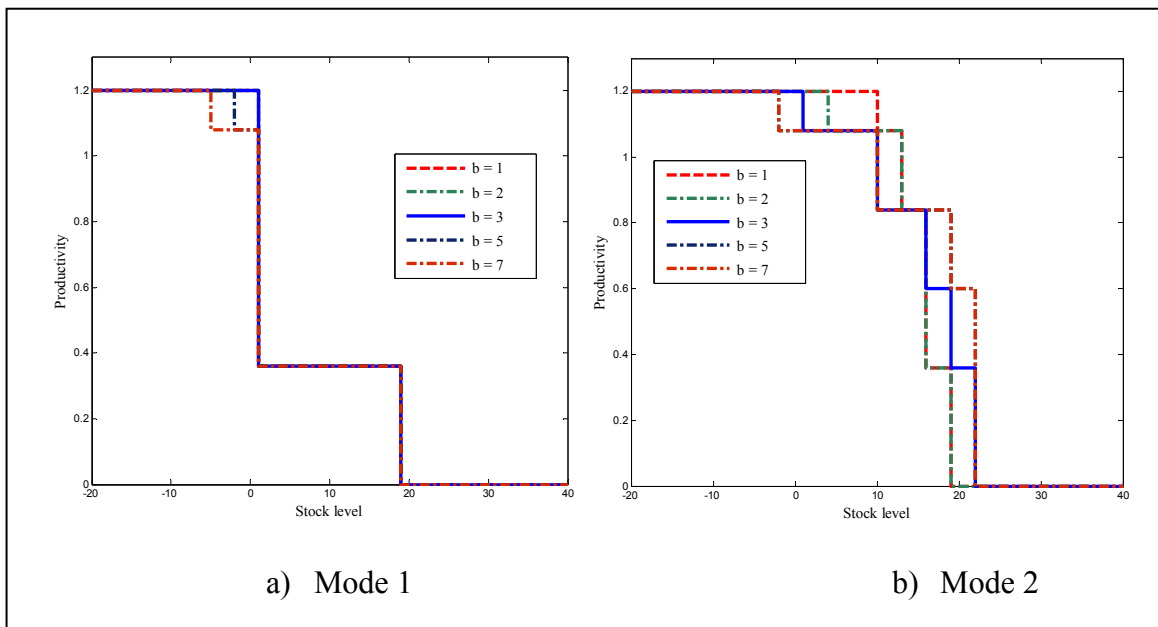 1.2
1
0.8
0.6
0.4
0.2
0
-20
-10
0
10
20
30
40
Productivity
Stock level
b = 1
b = 2
b = 3
b = 5
b = 7
a) Mode 1
1.2
1
0.8
0.6
0.4
0.2
0
-20
-10
0
10
20
30
40
Productivity
Stock level
b = 1
b = 2
b = 3
b = 5
b = 7
b) Mode 2